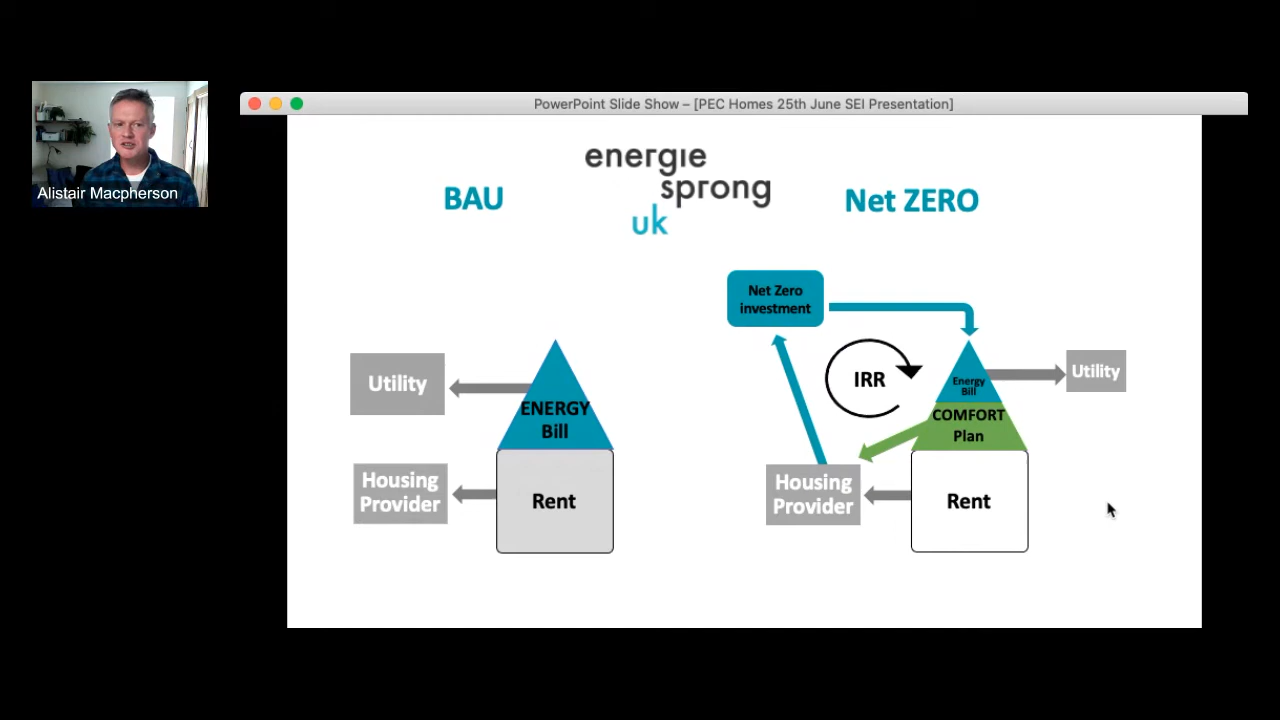 PowerPoint Slide Show – [PEC Homes 25th June SEI Presentation]
Alistair Macpherson
energıe
sprong
uk
BAU
Net ZERO
Utility
ENERGY
Bill
Housing
Provider
Rent
Net Zero
investment
IRR
Energy
Bill
Utility
COMFORT
Plan
Housing
Provider
Rent